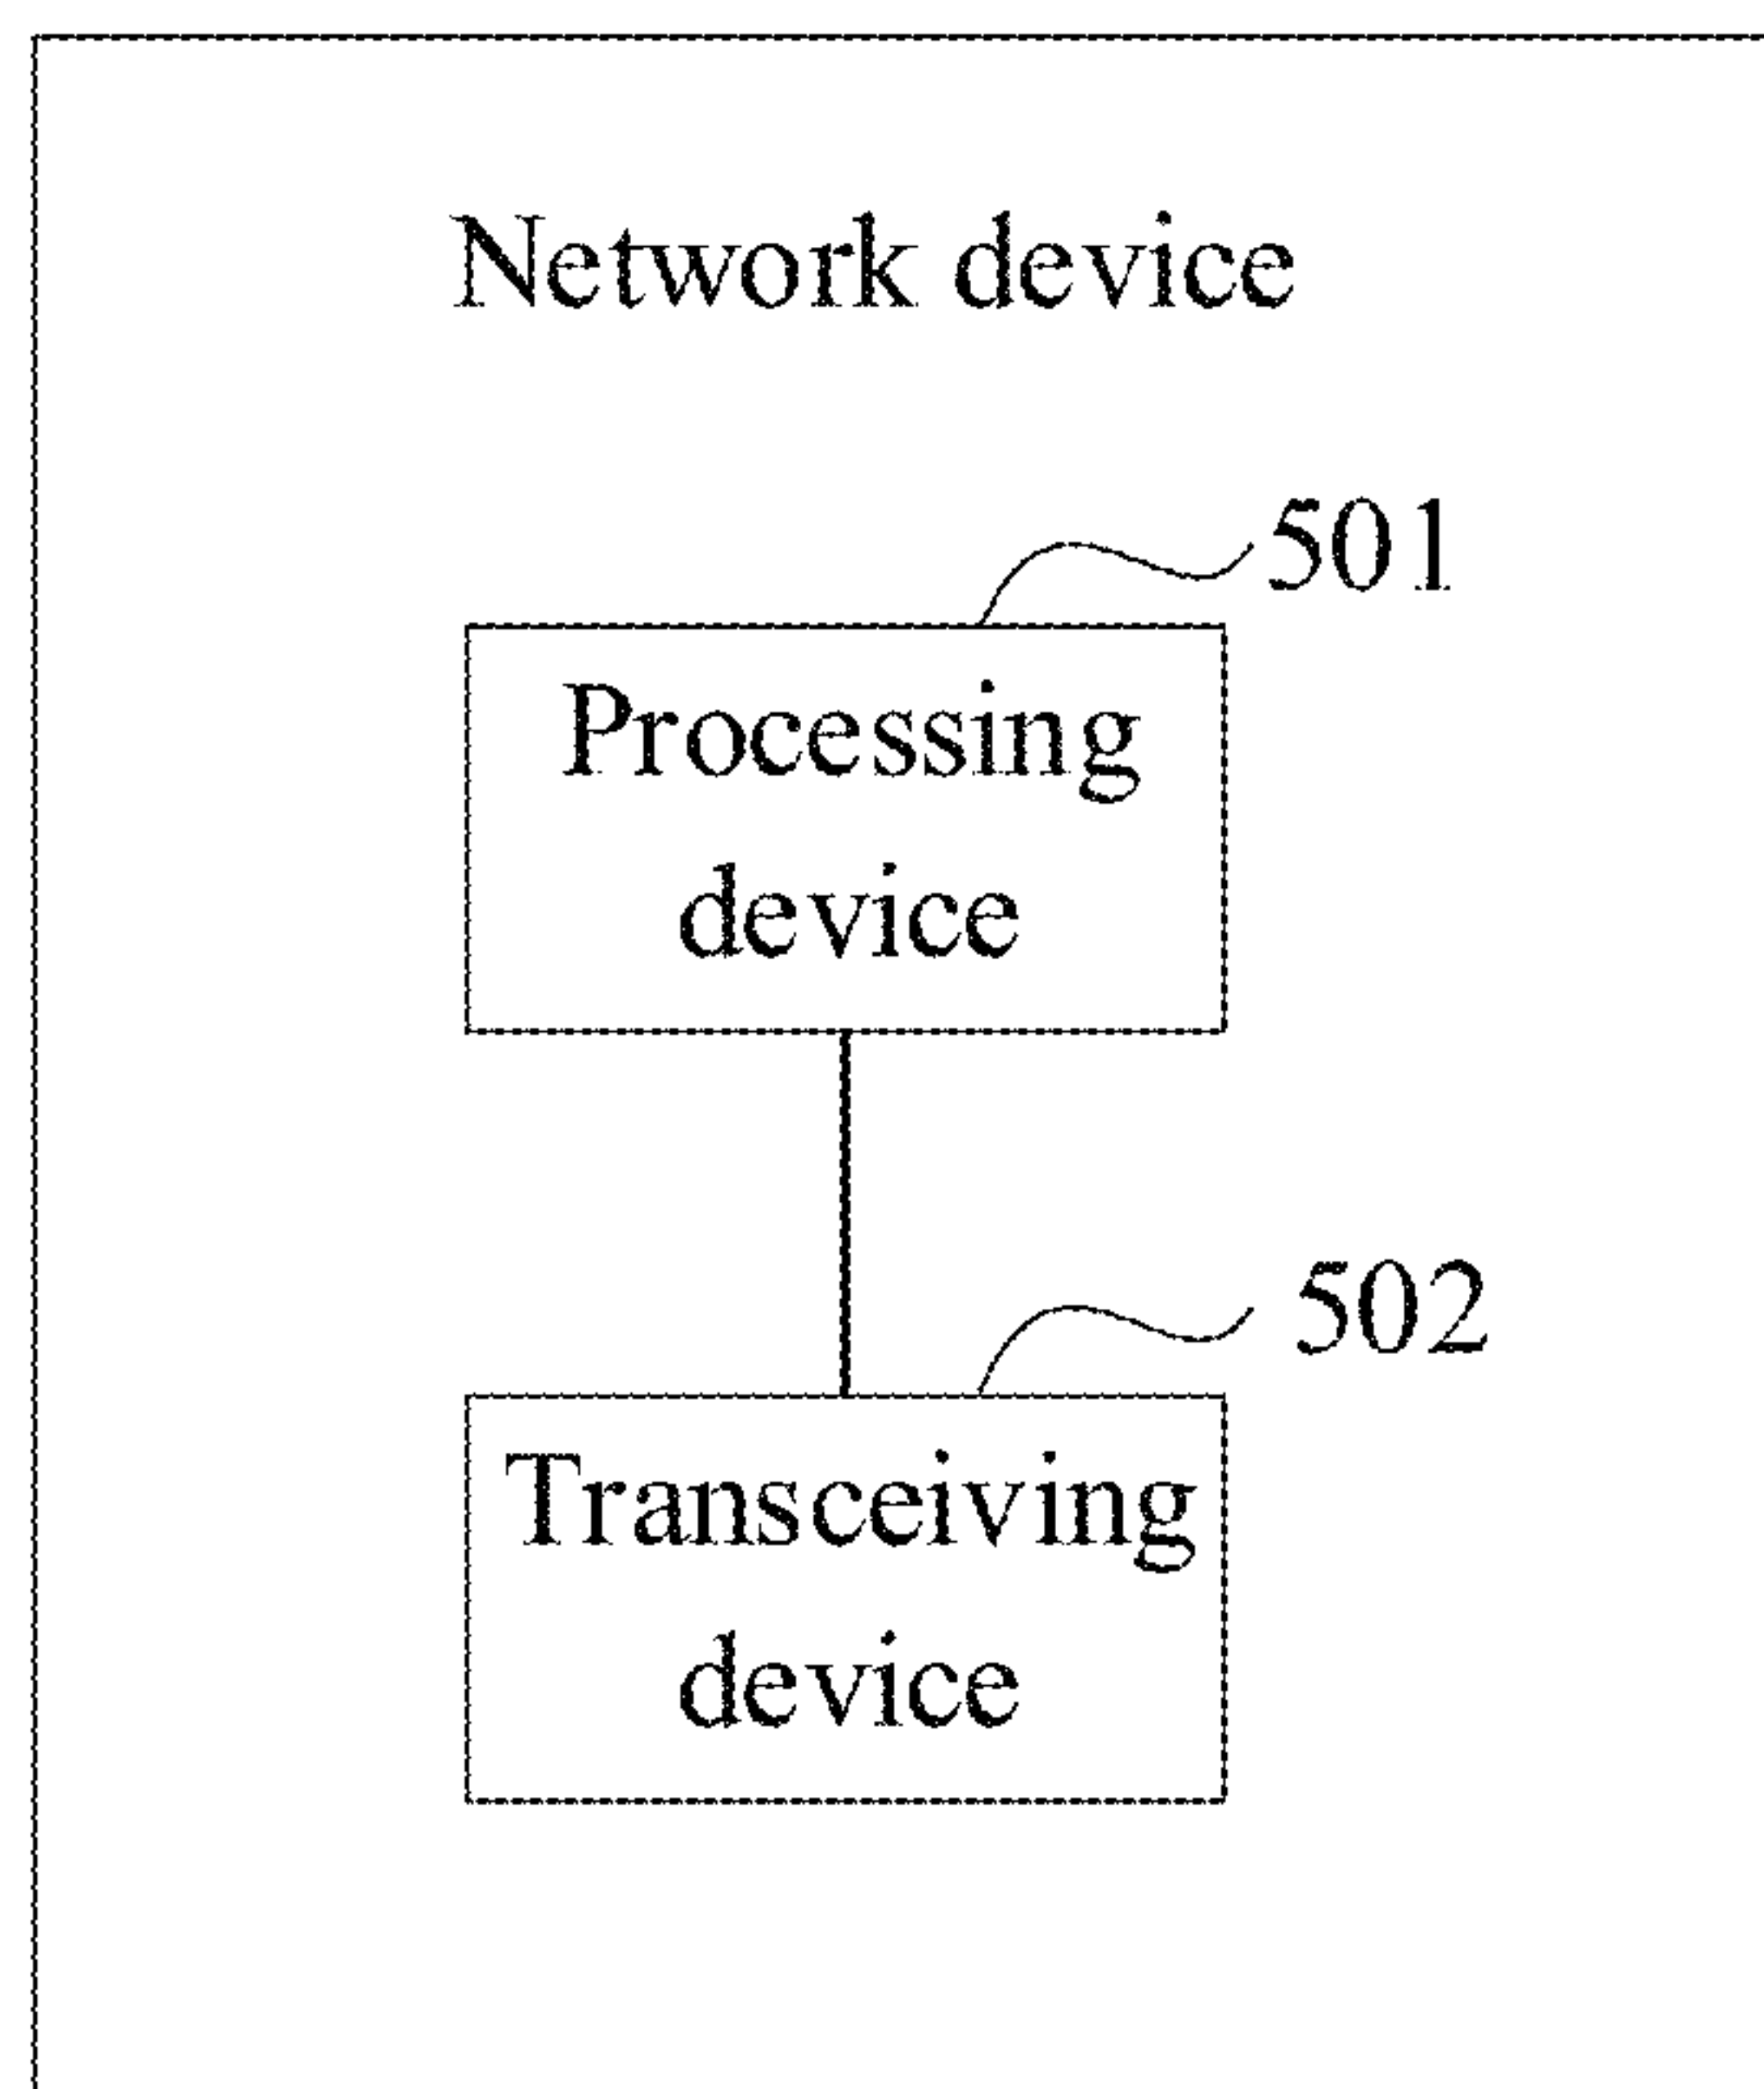 Network device
501
Processing
device
502
Transceiving
device